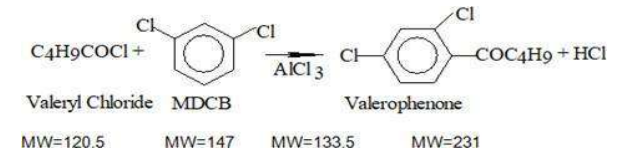 Cl Cl Cl
C4H9COCl + AlCl3 Cl COC4H9 + HCl
Valeryl Chloride MDCB Valerophenone
MW=120.5 MW=147 MW=133.5 MW=231